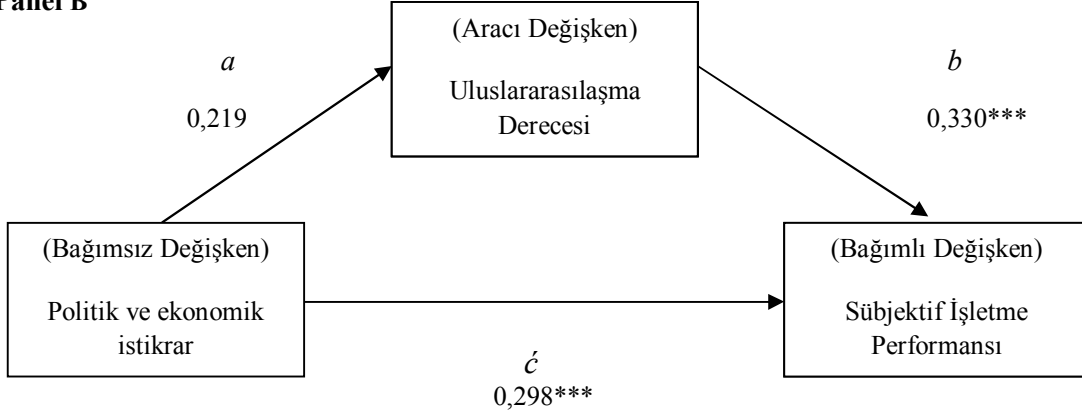 Panel B
(Aracı Değişken)
Uluslararasılaşma
Derecesi
a
0,219
b
0,330***
(Bağımsız Değişken)
Politik ve ekonomik
istikrar
(Bağımlı Değişken)
Sübjektif İşletme
Performansı
ć
0,298***